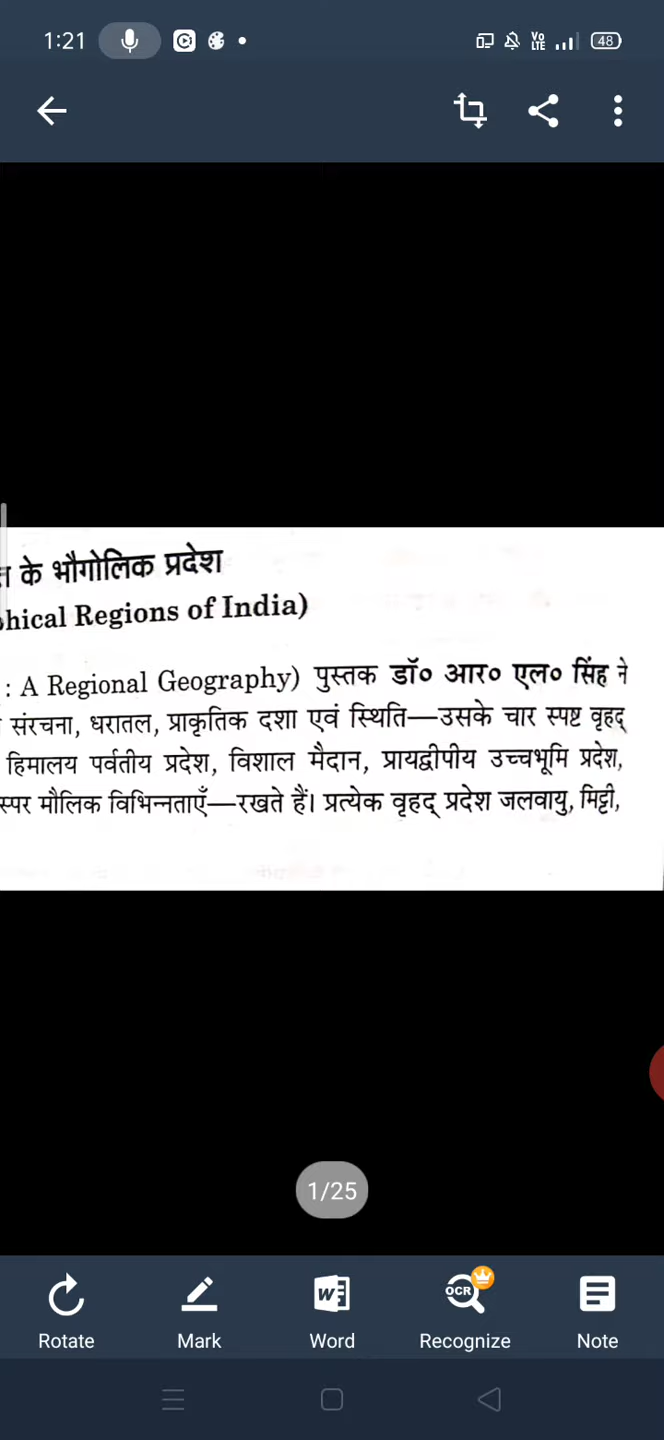 1:21
Vo LTE
48
के भौगोलिक प्रदेश
hical Regions of India)
: A Regional Geography) पुस्तक डॉ० आर० एल० सिंह ने
संरचना, धरातल, प्राकृतिक दशा एवं स्थिति—उसके चार स्पष्ट वृहद्
हिमालय पर्वतीय प्रदेश, विशाल मैदान, प्रायद्वीपीय उच्चभूमि प्रदेश,
स्पर मौलिक विभिन्नताएँ—रखते हैं। प्रत्येक वृहद् प्रदेश जलवायु, मिट्टी,
1/25
W
OCR
Rotate
Mark
Word
Recognize
Note